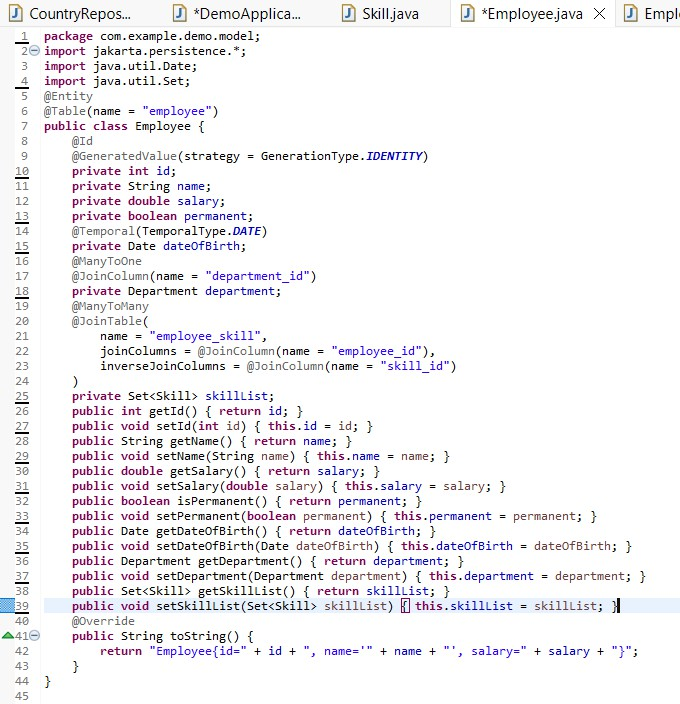 CountryRepos... *DemoApplica... Skill.java *Employee.java Empl
1 package com.example.demo.model;
2 import jakarta.persistence.*;
3 import java.util.Date;
4 import java.util.Set;
5 @Entity
6 @Table(name = "employee")
7 public class Employee {
8 @Id
9 @GeneratedValue(strategy = GenerationType.IDENTITY)
10 private int id;
11 private String name;
12 private double salary;
13 private boolean permanent;
14 @Temporal(TemporalType.DATE)
15 private Date dateOfBirth;
16 @ManyToOne
17 @JoinColumn(name = "department_id")
18 private Department department;
19 @ManyToMany
20 @JoinTable(
21 name = "employee_skill",
22 joinColumns = @JoinColumn(name = "employee_id"),
23 inverseJoinColumns = @JoinColumn(name = "skill_id")
24 )
25 private Set<Skill> skillList;
26 public int getId() { return id; }
27 public void setId(int id) { this.id = id; }
28 public String getName() { return name; }
29 public void setName(String name) { this.name = name; }
30 public double getSalary() { return salary; }
31 public void setSalary(double salary) { this.salary = salary; }
32 public boolean isPermanent() { return permanent; }
33 public void setPermanent(boolean permanent) { this.permanent = permanent; }
34 public Date getDateOfBirth() { return dateOfBirth; }
35 public void setDateOfBirth(Date dateOfBirth) { this.dateOfBirth = dateOfBirth; }
36 public Department getDepartment() { return department; }
37 public void setDepartment(Department department) { this.department = department; }
38 public Set<Skill> getSkillList() { return skillList; }
39 public void setSkillList(Set<Skill> skillList) { this.skillList = skillList; }
40 @Override
41 public String toString() {
42 return "Employee{id=" + id + ", name='" + name + "', salary=" + salary + "}";
43 }
44 }
45